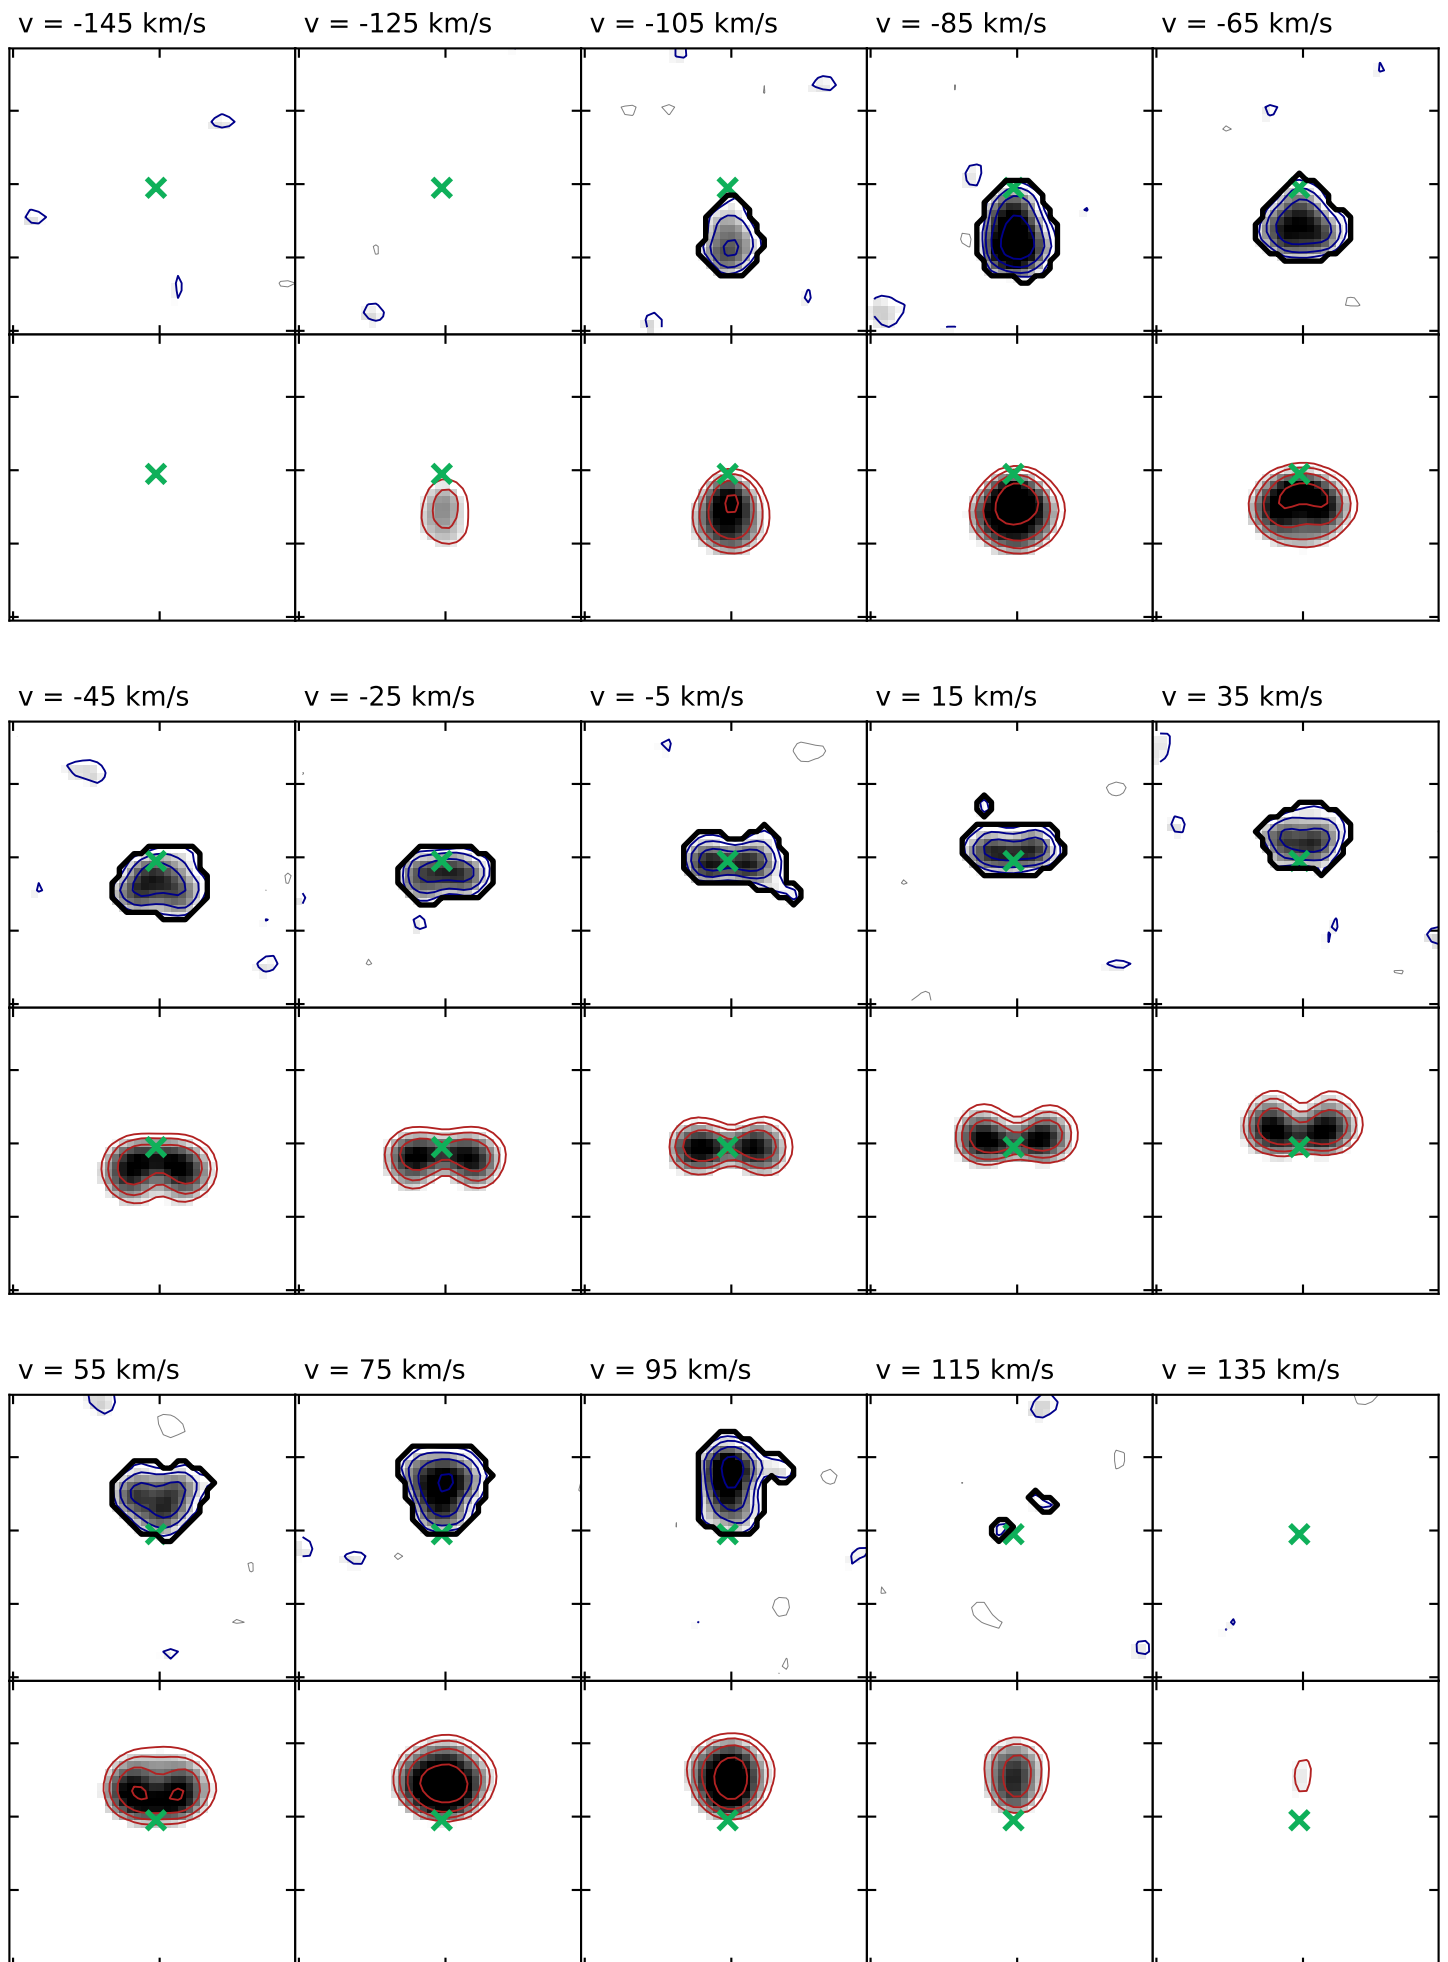 v = -145 km/s
v = -125 km/s
v = -105 km/s
v = -85 km/s
v = -65 km/s
v = -45 km/s
v = -25 km/s
v = -5 km/s
v = 15 km/s
v = 35 km/s
v = 55 km/s
v = 75 km/s
v = 95 km/s
v = 115 km/s
v = 135 km/s